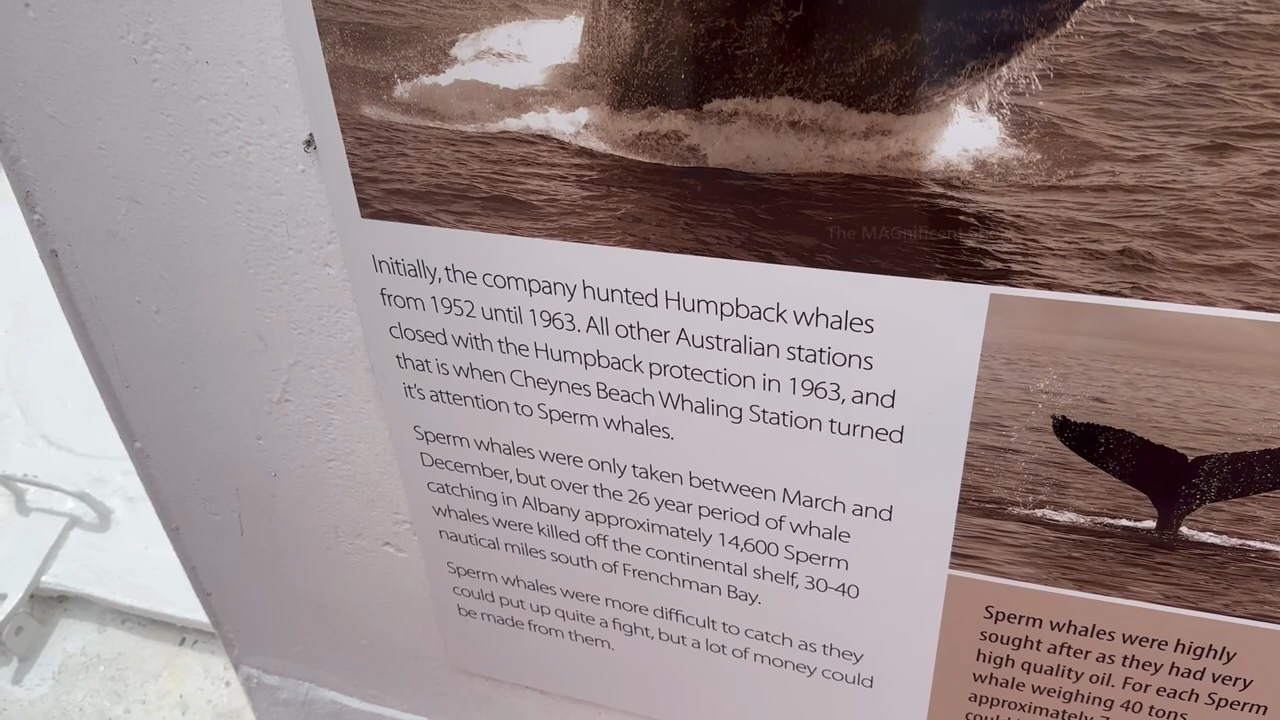 The MAGnificent
Initially, the company hunted Humpback whales
from 1952 until 1963. All other Australian stations
closed with the Humpback protection in 1963, and
that is when Cheynes Beach Whaling Station turned
it's attention to Sperm whales.
Sperm whales were only taken between March and
December, but over the 26 year period of whale
catching in Albany approximately 14,600 Sperm
whales were killed off the continental shelf, 30-40
nautical miles south of Frenchman Bay.
Sperm whales were more difficult to catch as they
could put up quite a fight, but a lot of money could
be made from them.
Sperm whales were highly
sought after as they had very
high quality oil. For each Sperm
whale weighing 40 tons,
approximately